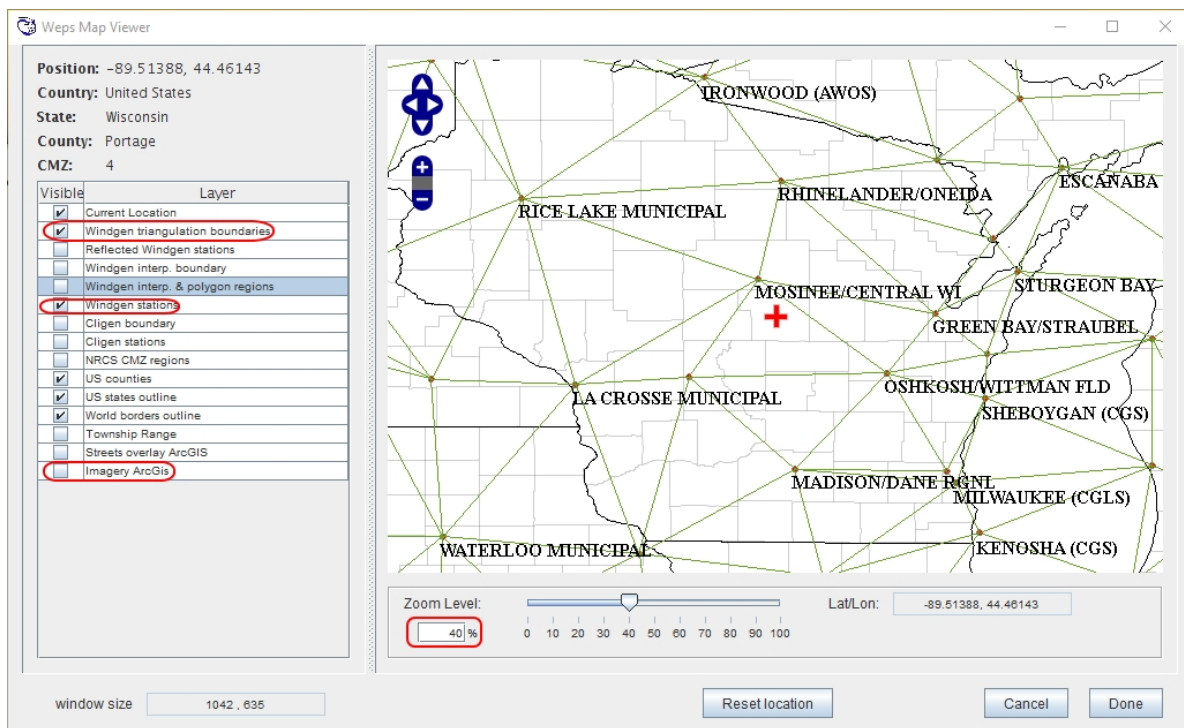 Weps Map Viewer
Position: -89.51388, 44.46143
Country: United States
State: Wisconsin
County: Portage
CMZ: 4
Visible Layer
Current Location
Windgen triangulation boundaries
Reflected Windgen stations
Windgen interp. boundary
Windgen interp. & polygon regions
Windgen stations
Cligen boundary
Cligen stations
NRCS CMZ regions
US counties
US states outline
World borders outline
Township Range
Streets overlay ArcGIS
Imagery ArcGis
IRONWOOD (AWOS)
RHINELANDER/ONEIDA
ESCANABA
RICE LAKE MUNICIPAL
MOSINEE/CENTRAL WI
STURGEON BAY
GREEN BAY/STRAUBEL
LA CROSSE MUNICIPAL
OSHKOSH/WITTMAN FLD
SHEBOYGAN (CGS)
MADISON/DANE RGNL
MILWAUKEE (CGLS)
WATERLOO MUNICIPAL
KENOSHA (CGS)
Zoom Level:
40 %
0 10 20 30 40 50 60 70 80 90 100
Lat/Lon: -89.51388, 44.46143
window size 1042 , 635
Reset location
Cancel
Done